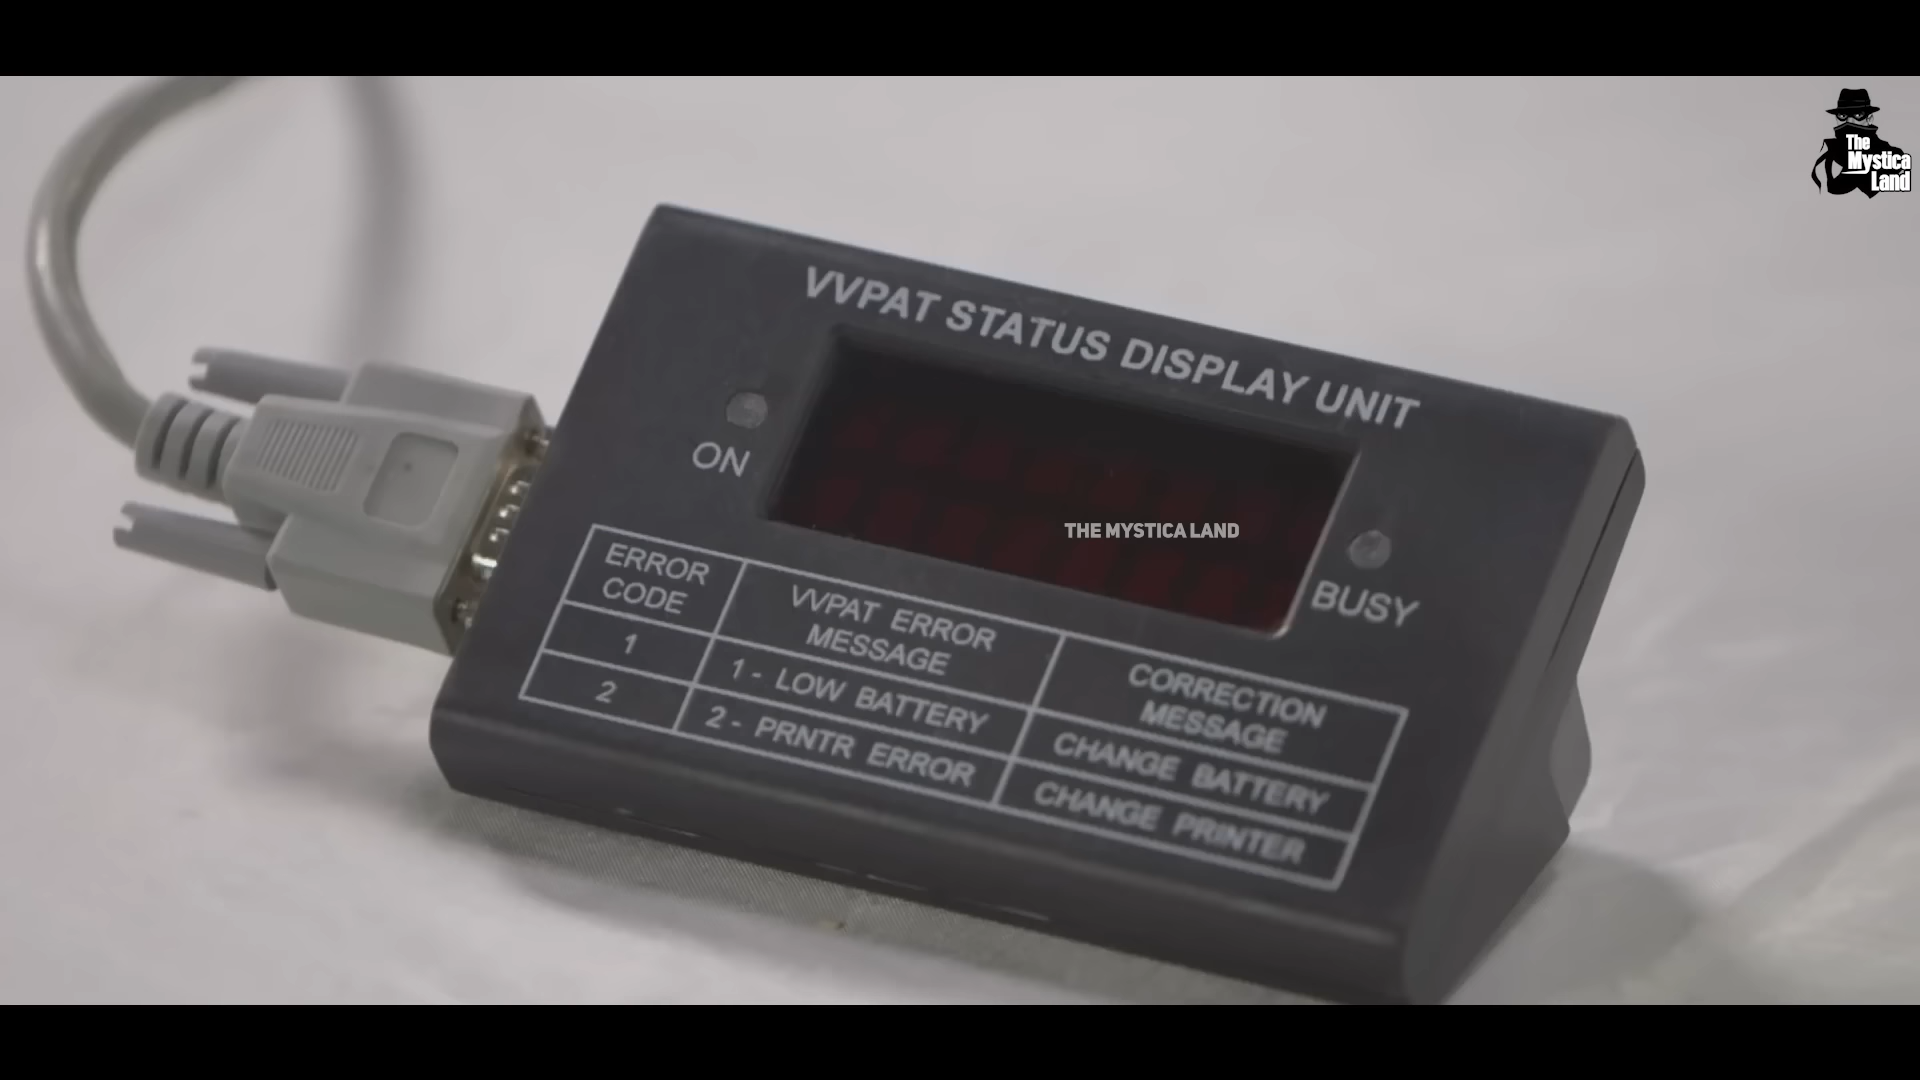 The
Mystica
Land
VVPAT STATUS DISPLAY UNIT
ON
THE MYSTICA LAND
BUSY
ERROR
CODE
VVPAT ERROR
MESSAGE
CORRECTION
MESSAGE
1
1 - LOW BATTERY
CHANGE BATTERY
2
2 - PRNTR ERROR
CHANGE PRINTER